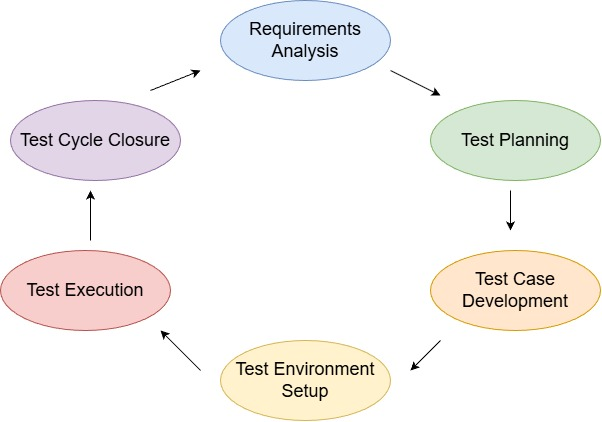 Requirements
Analysis
Test Planning
Test Case
Development
Test Environment
Setup
Test Execution
Test Cycle Closure